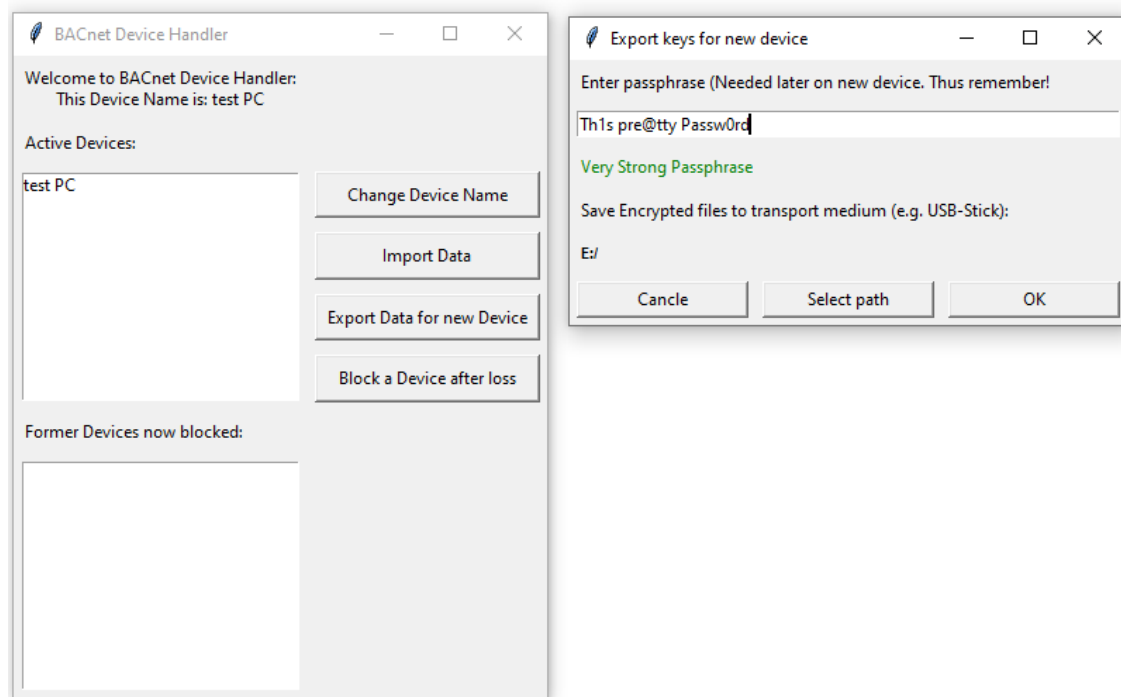 BACnet Device Handler
Welcome to BACnet Device Handler:
This Device Name is: test PC
Active Devices:
test PC
Change Device Name
Import Data
Export Data for new Device
Block a Device after loss
Former Devices now blocked:
Export keys for new device
Enter passphrase (Needed later on new device. Thus remember!
Th1s pre@tty Passw0rd
Very Strong Passphrase
Save Encrypted files to transport medium (e.g. USB-Stick):
E:/
Cancle Select path OK